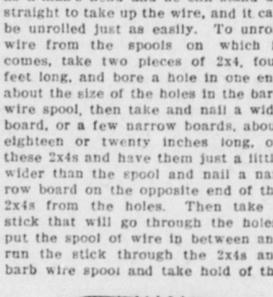 straight to take up the wire, and it ca
be unrolled just as easily. To unro
wire from the spools on which
comes, take two pieces of 2x4, fou
feet long, and bore a hole in one en
about the size of the holes in the bar
wire spool, then take and nail a wid
board, or a few narrow boards, abou
eighteen or twenty inches long, o
these 2x4s and have them just a littl
wider than the spool and nail a nar
row board on the opposite end of th
2x4s from the holes. Then take
stick that will go through the holes
put the spool of wire in between an
run the stick through the 2x4s an
barb wire spool and take hold of th